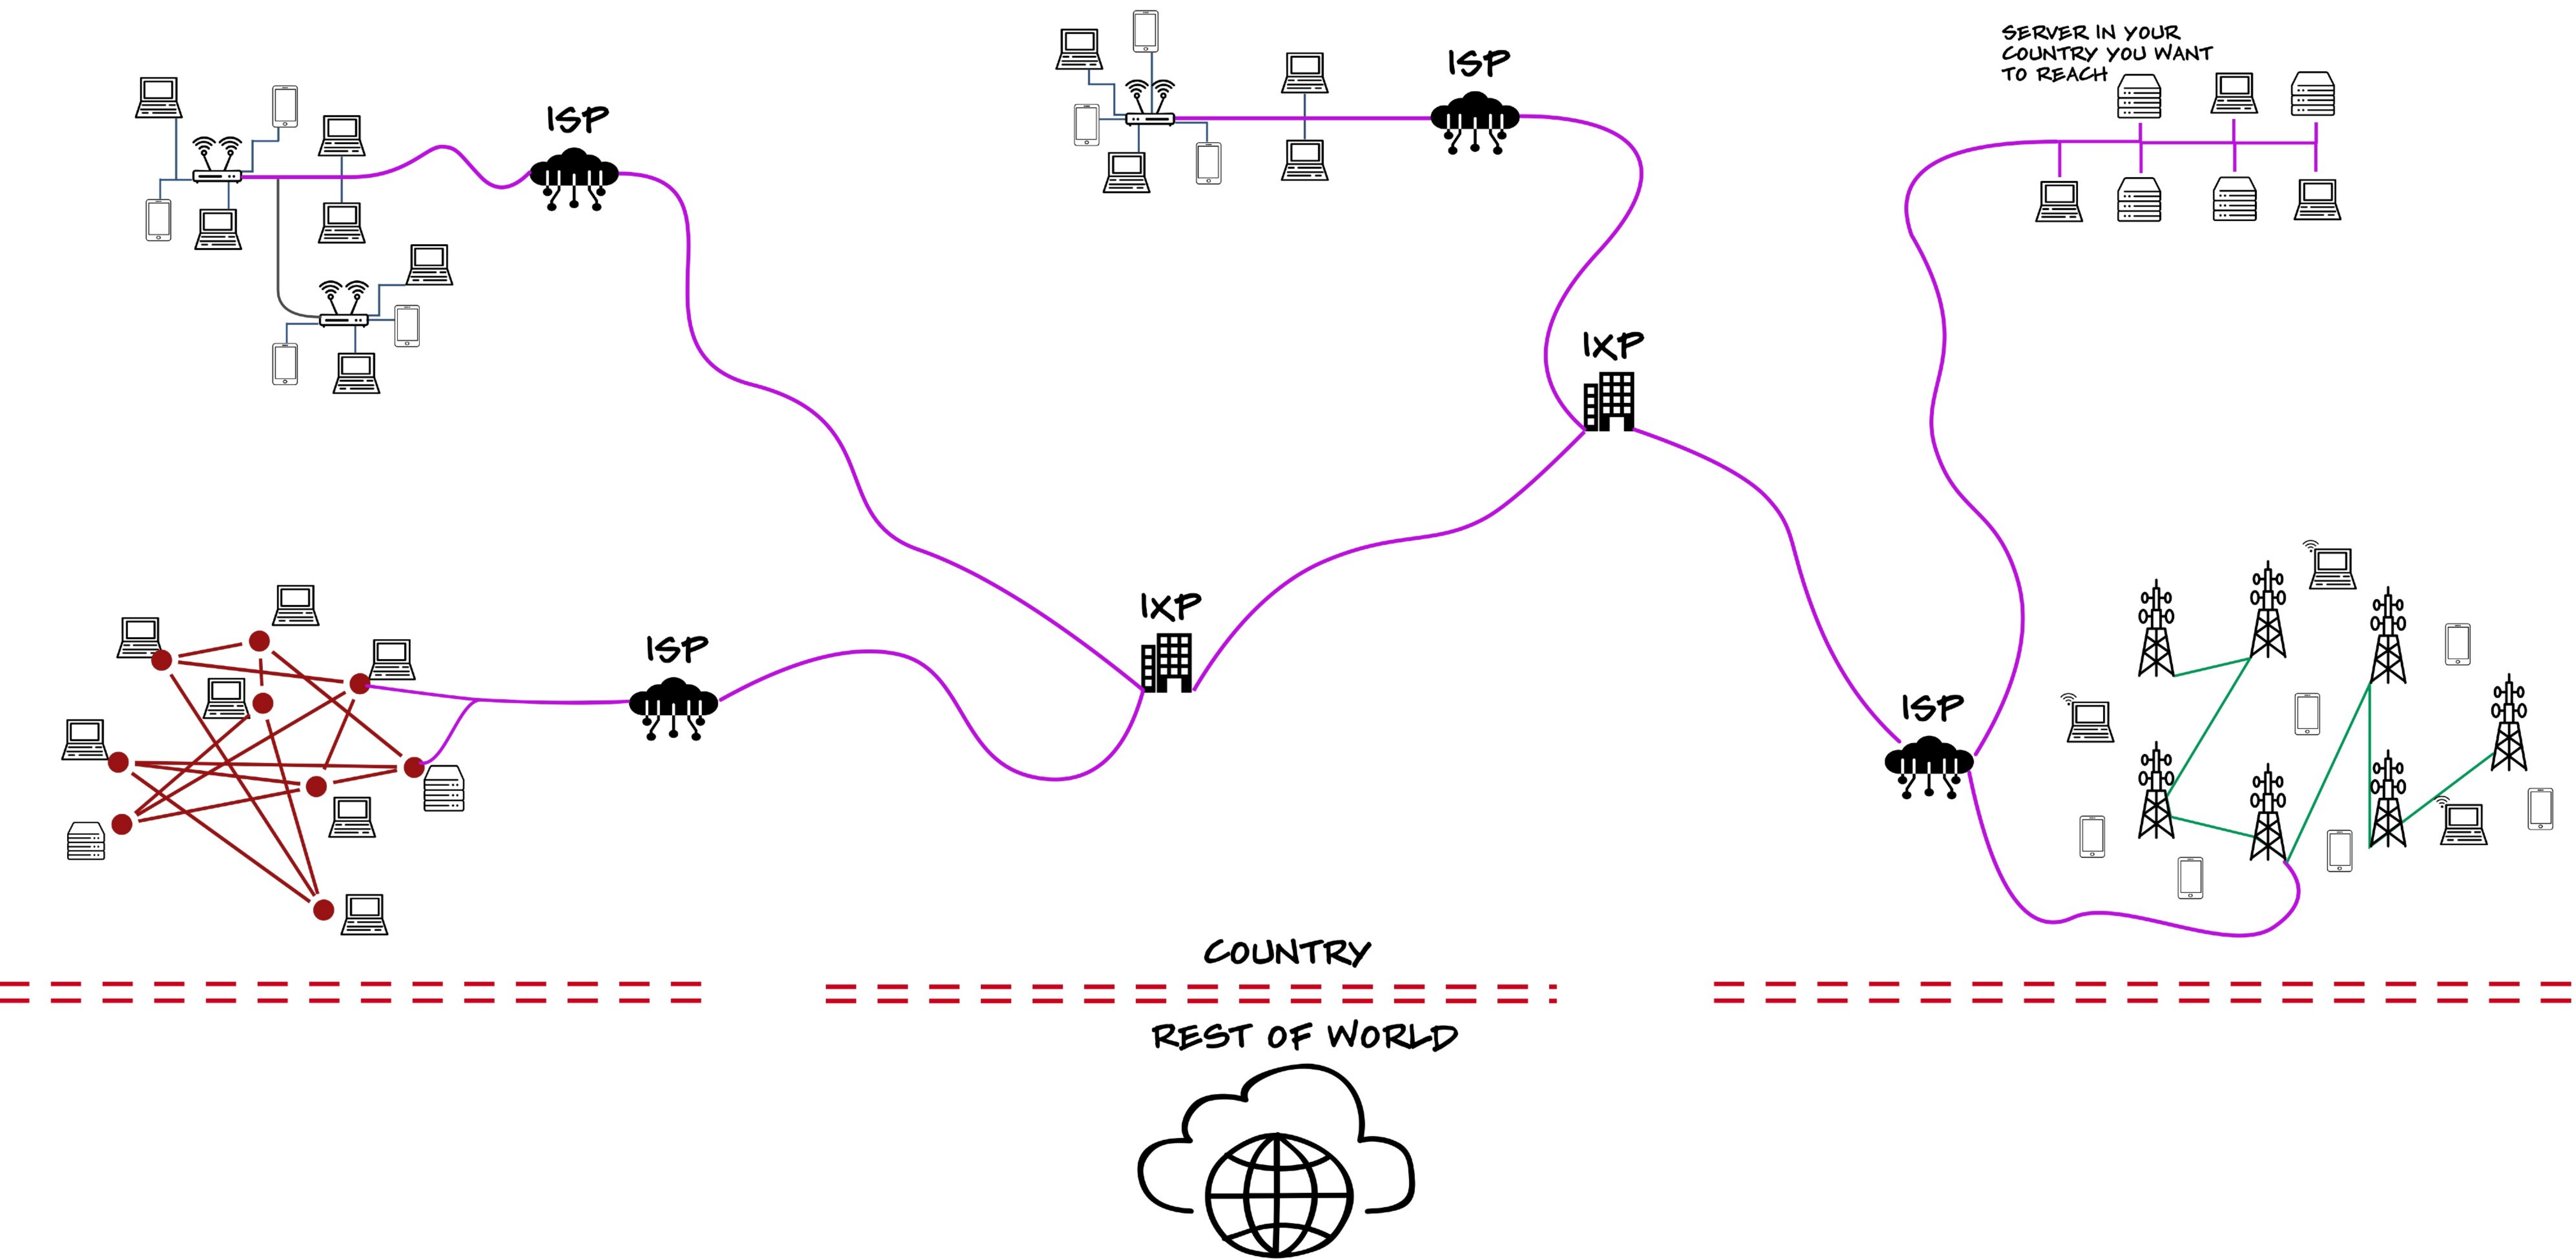 SERVER IN YOUR
COUNTRY YOU WANT
TO REACH
ISP
ISP
IXP
IXP
ISP
ISP
COUNTRY
REST OF WORLD